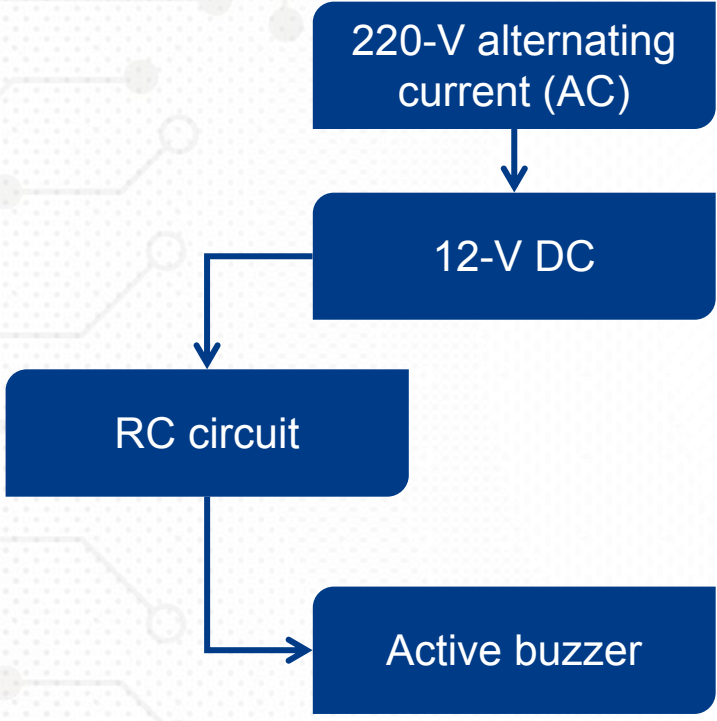 220-V alternating
current (AC)
12-V DC
RC circuit
Active buzzer